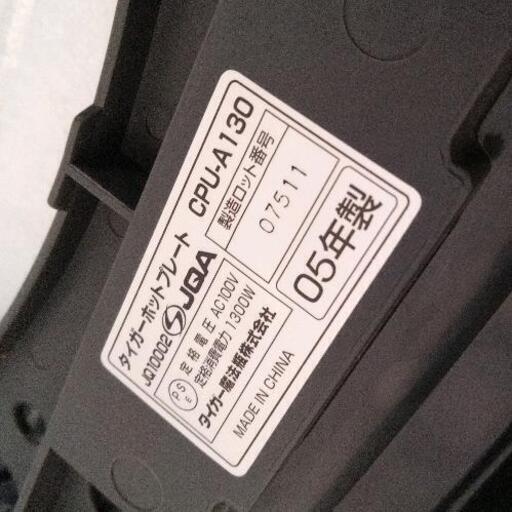 タイガーホットプレート CPU-A130
JQ10002 JQA 製造ロット番号
07511
PS E 定格電圧 AC100V
定格消費電力 1300W
タイガー魔法瓶株式会社
MADE IN CHINA
05年製